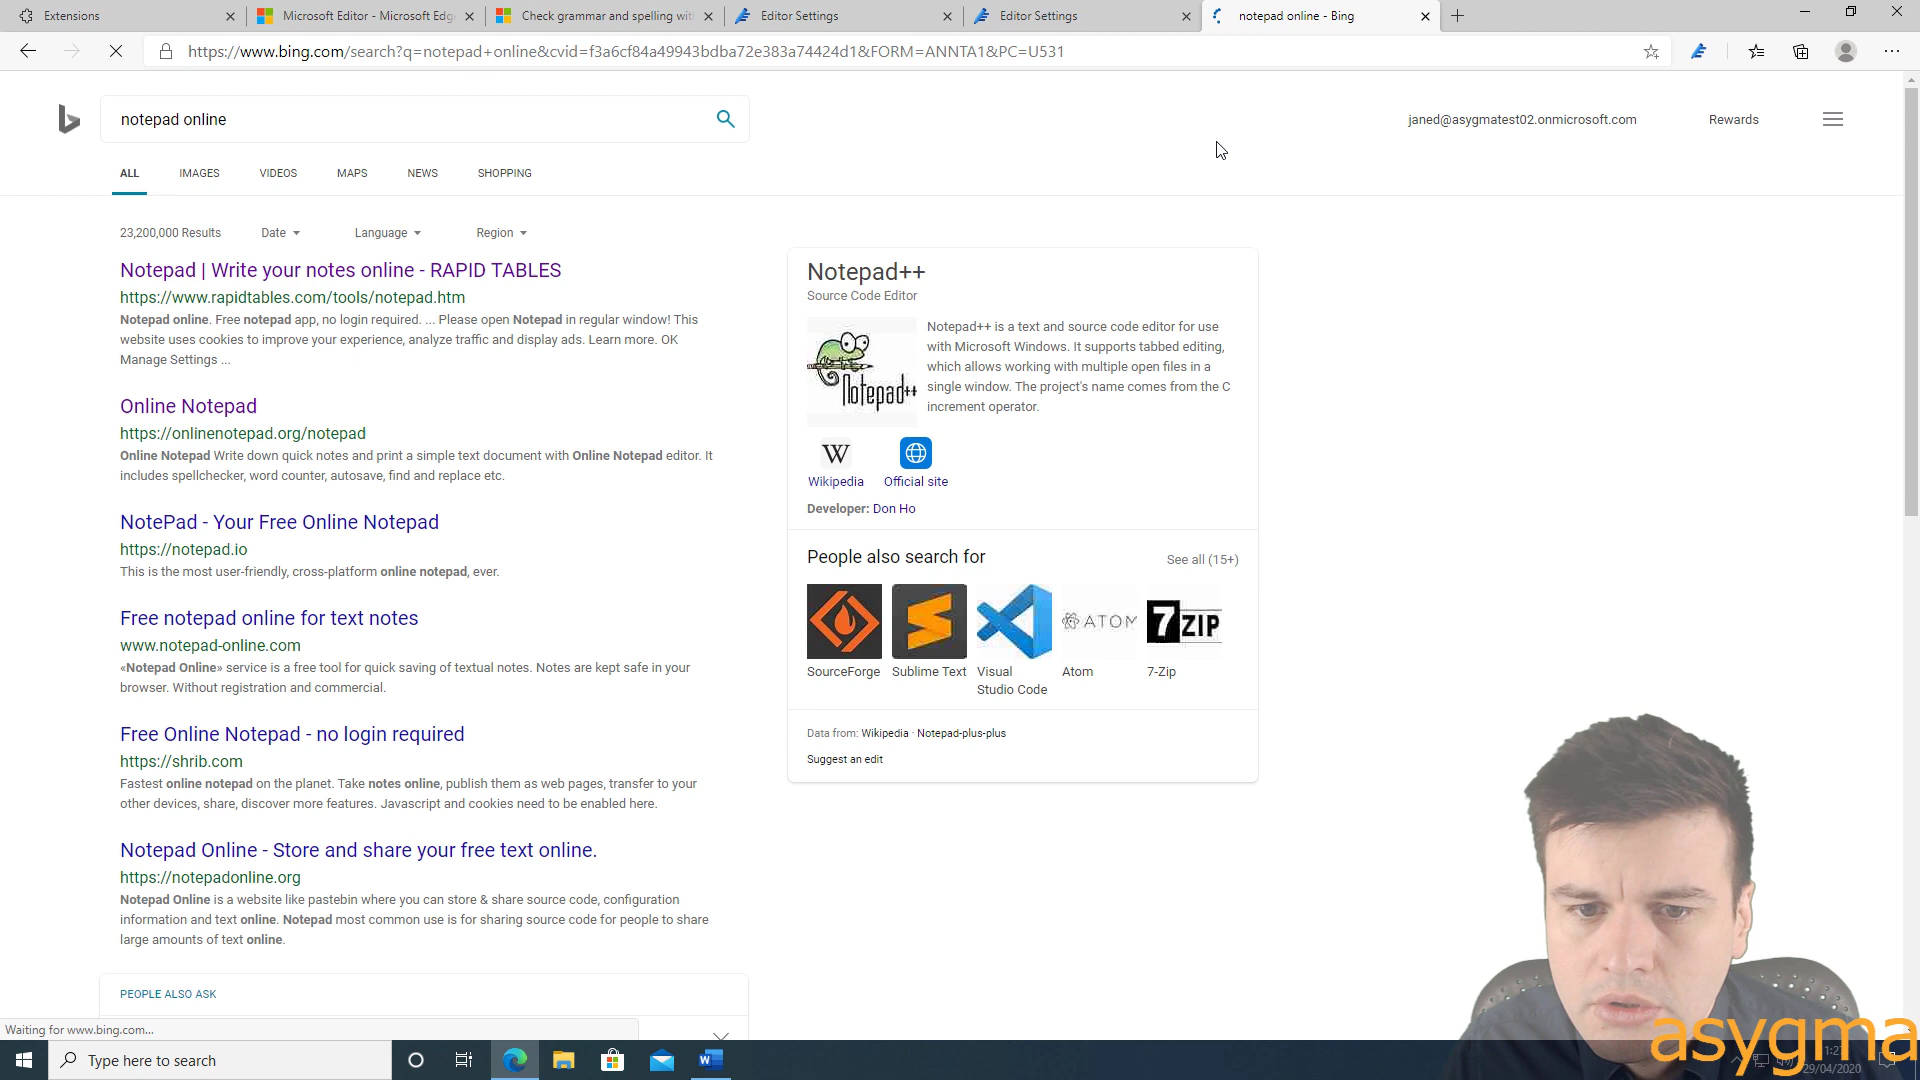 Extensions
Microsoft Editor - Microsoft Edg
Check grammar and spelling with
Editor Settings
Editor Settings
notepad online - Bing
https://www.bing.com/search?q=notepad+online&cvid=f3a6cf84a49943bdba72e383a74424d1&FORM=ANNTA1&PC=U531
notepad online
janed@asygmatest02.onmicrosoft.com
Rewards
ALL
IMAGES
VIDEOS
MAPS
NEWS
SHOPPING
23,200,000 Results
Date
Language
Region
Notepad | Write your notes online - RAPID TABLES
https://www.rapidtables.com/tools/notepad.htm
Notepad online. Free notepad app, no login required. ... Please open Notepad in regular window! This
website uses cookies to improve your experience, analyze traffic and display ads. Learn more. OK
Manage Settings ...
Online Notepad
https://onlinenotepad.org/notepad
Online Notepad Write down quick notes and print a simple text document with Online Notepad editor. It
includes spellchecker, word counter, autosave, find and replace etc.
NotePad - Your Free Online Notepad
https://notepad.io
This is the most user-friendly, cross-platform online notepad, ever.
Free notepad online for text notes
www.notepad-online.com
«Notepad Online» service is a free tool for quick saving of textual notes. Notes are kept safe in your
browser. Without registration and commercial.
Free Online Notepad - no login required
https://shrib.com
Fastest online notepad on the planet. Take notes online, publish them as web pages, transfer to your
other devices, share, discover more features. Javascript and cookies need to be enabled here.
Notepad Online - Store and share your free text online.
https://notepadonline.org
Notepad Online is a website like pastebin where you can store & share source code, configuration
information and text online. Notepad most common use is for sharing source code for people to share
large amounts of text online.
PEOPLE ALSO ASK
Notepad++
Source Code Editor
Notepad++
Notepad++ is a text and source code editor for use
with Microsoft Windows. It supports tabbed editing,
which allows working with multiple open files in a
single window. The project's name comes from the C
increment operator.
W
Wikipedia
Official site
Developer: Don Ho
People also search for
See all (15+)
ATOM
7 ZIP
SourceForge
Sublime Text
Visual
Studio Code
Atom
7-Zip
Data from: Wikipedia · Notepad-plus-plus
Suggest an edit
Waiting for www.bing.com...
Type here to search
W
asygma
29/04/2020